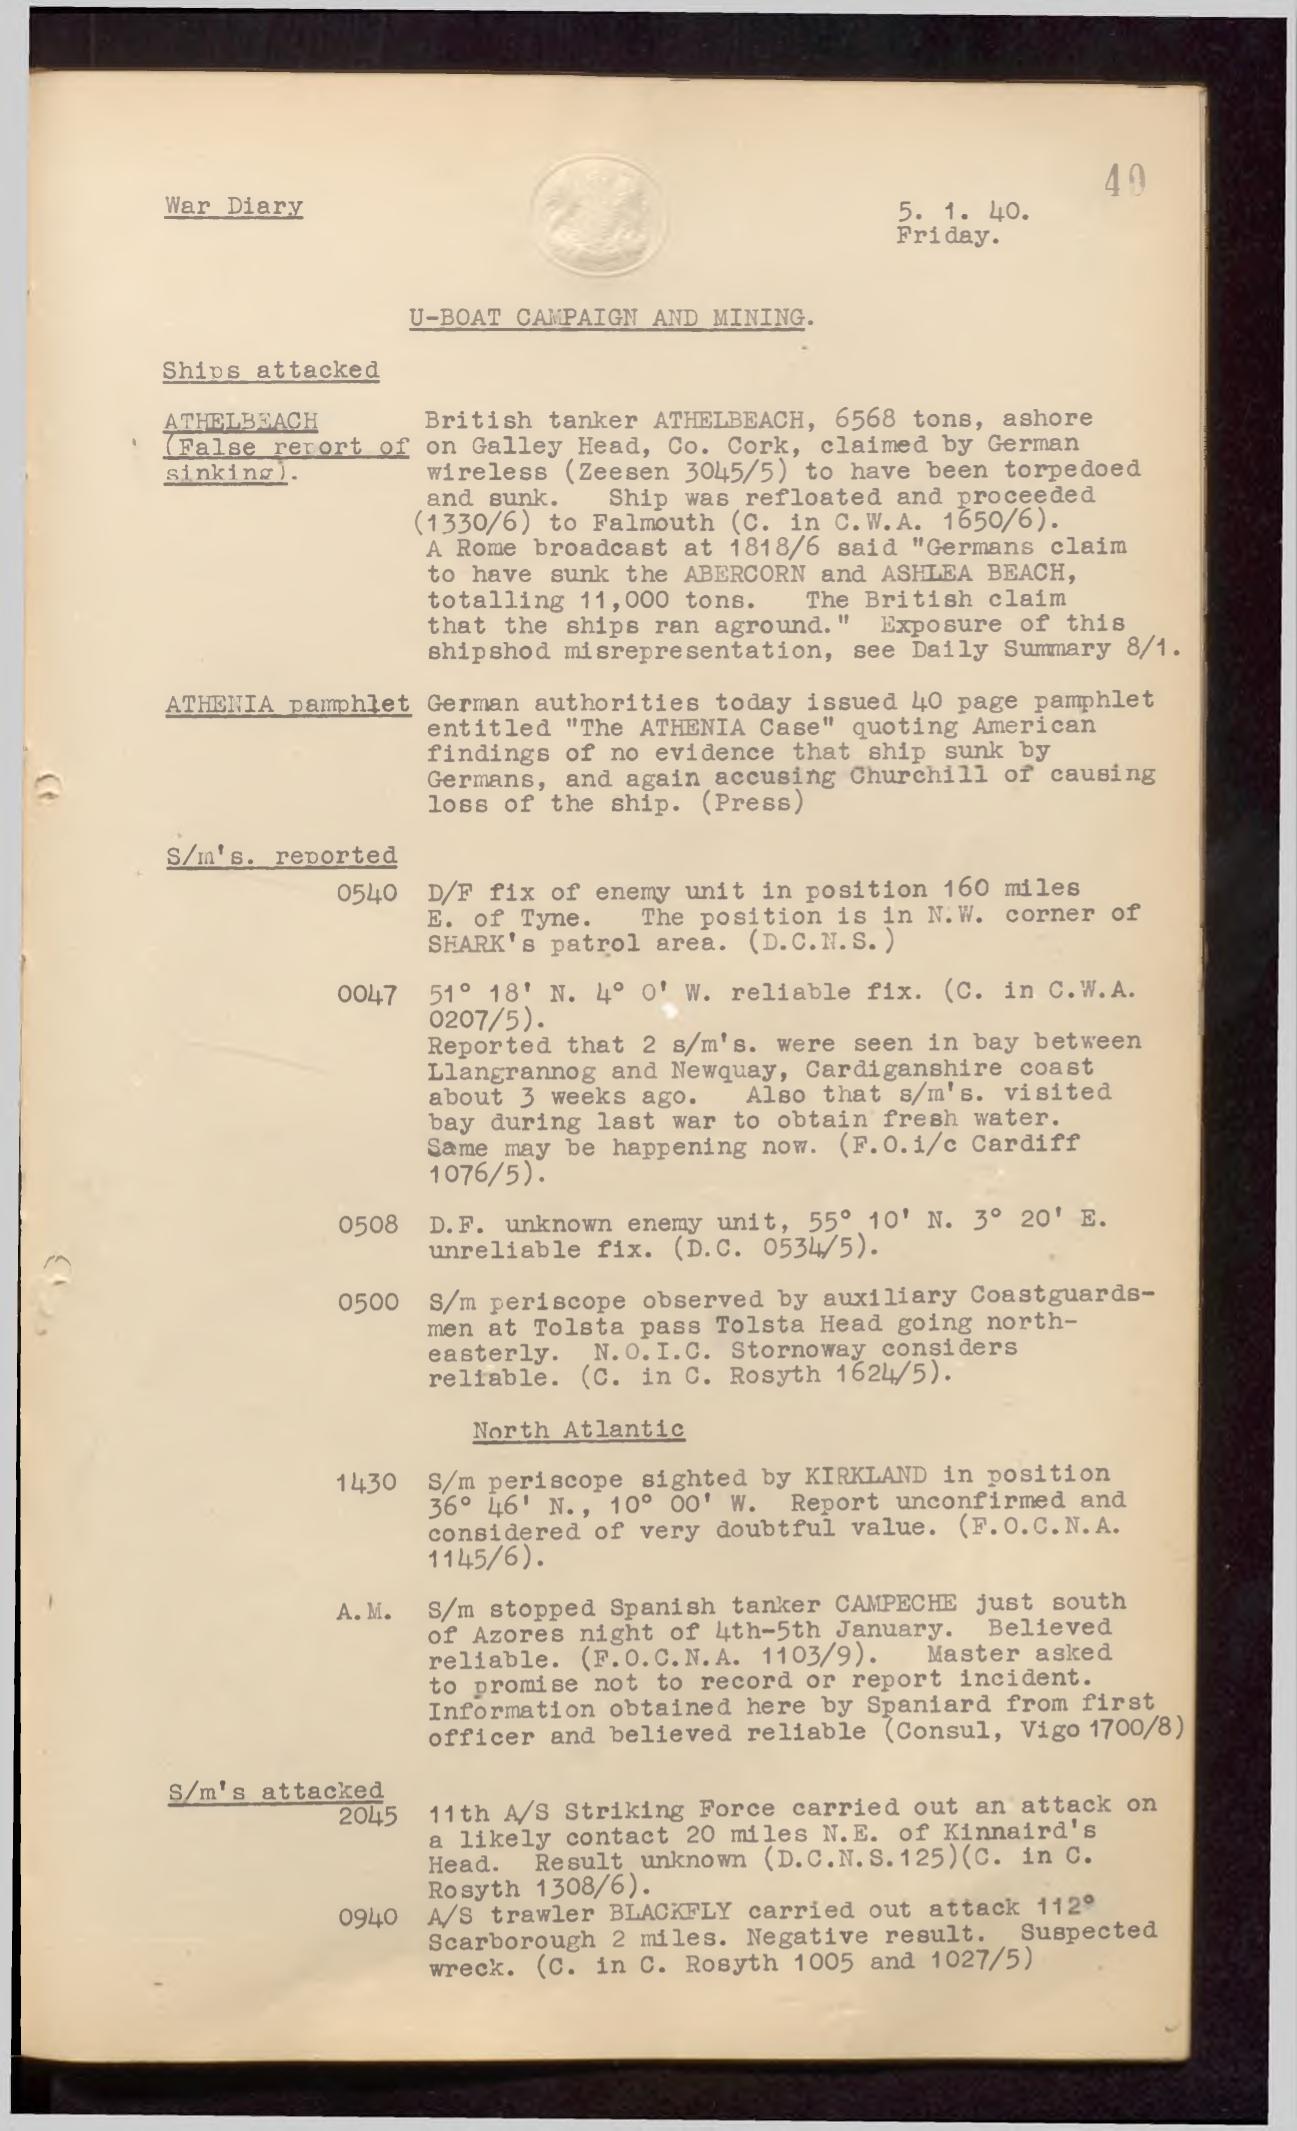 40
War Diary
5. 1. 40.
Friday.
U-BOAT CAMPAIGN AND MINING.
Ships attacked
ATHELBEACH
(False report of
sinking).
British tanker ATHELBEACH, 6568 tons, ashore
on Galley Head, Co. Cork, claimed by German
wireless (Zeesen 3045/5) to have been torpedoed
and sunk. Ship was refloated and proceeded
(1330/6) to Falmouth (C. in C.W.A. 1650/6).
A Rome broadcast at 1818/6 said "Germans claim
to have sunk the ABERCORN and ASHLEA BEACH,
totalling 11,000 tons. The British claim
that the ships ran aground." Exposure of this
shipshod misrepresentation, see Daily Summary 8/1.
ATHENIA pamphlet
German authorities today issued 40 page pamphlet
entitled "The ATHENIA Case" quoting American
findings of no evidence that ship sunk by
Germans, and again accusing Churchill of causing
loss of the ship. (Press)
S/m's. reported
0540 D/F fix of enemy unit in position 160 miles
E. of Tyne. The position is in N.W. corner of
SHARK's patrol area. (D.C.N.S.)
0047 51° 18' N. 4° 0' W. reliable fix. (C. in C.W.A.
0207/5).
Reported that 2 s/m's. were seen in bay between
Llangrannog and Newquay, Cardiganshire coast
about 3 weeks ago. Also that s/m's. visited
bay during last war to obtain fresh water.
Same may be happening now. (F.O.i/c Cardiff
1076/5).
0508 D.F. unknown enemy unit, 55° 10' N. 3° 20' E.
unreliable fix. (D.C. 0534/5).
0500 S/m periscope observed by auxiliary Coastguards-
men at Tolsta pass Tolsta Head going north-
easterly. N.O.I.C. Stornoway considers
reliable. (C. in C. Rosyth 1624/5).
North Atlantic
1430 S/m periscope sighted by KIRKLAND in position
36° 46' N., 10° 00' W. Report unconfirmed and
considered of very doubtful value. (F.O.C.N.A.
1145/6).
A.M. S/m stopped Spanish tanker CAMPECHE just south
of Azores night of 4th-5th January. Believed
reliable. (F.O.C.N.A. 1103/9). Master asked
to promise not to record or report incident.
Information obtained here by Spaniard from first
officer and believed reliable (Consul, Vigo 1700/8)
S/m's attacked
2045 11th A/S Striking Force carried out an attack on
a likely contact 20 miles N.E. of Kinnaird's
Head. Result unknown (D.C.N.S.125)(C. in C.
Rosyth 1308/6).
0940 A/S trawler BLACKFLY carried out attack 112°
Scarborough 2 miles. Negative result. Suspected
wreck. (C. in C. Rosyth 1005 and 1027/5)